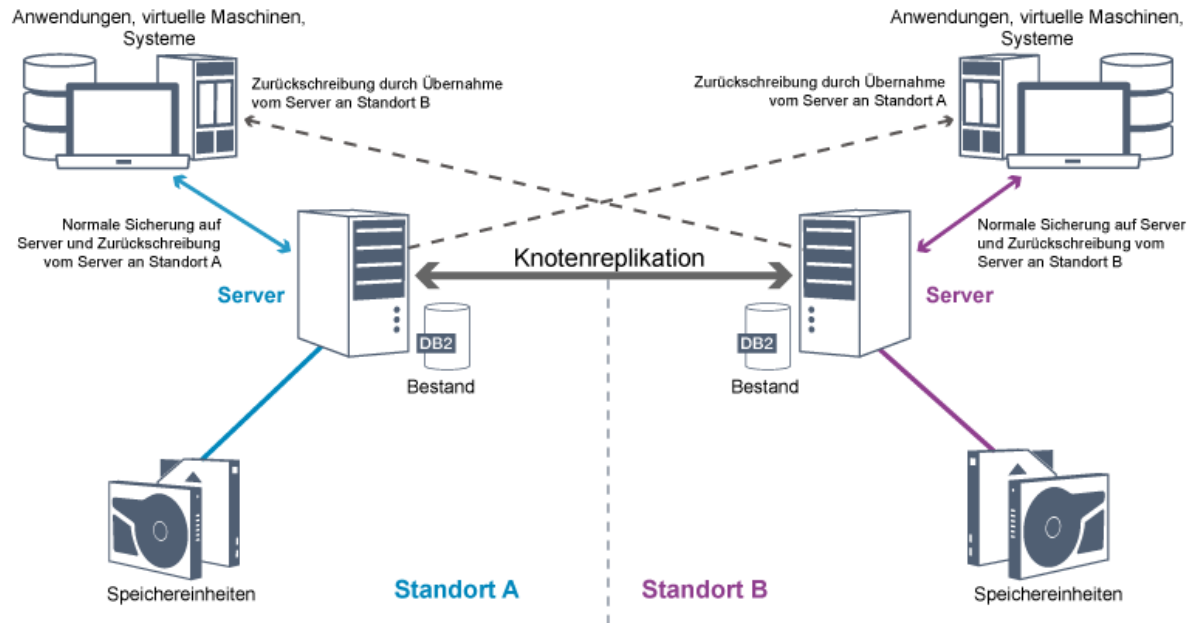 Anwendungen, virtuelle Maschinen,
Systeme
Zurückschreibung durch Übernahme
vom Server an Standort B
Normale Sicherung auf
Server und Zurückschreibung
vom Server an Standort A
Server
DB2
Bestand
Speichereinheiten
Standort A
Knotenreplikation
Anwendungen, virtuelle Maschinen,
Systeme
Zurückschreibung durch Übernahme
vom Server an Standort A
Normale Sicherung auf Server
und Zurückschreibung vom
Server an Standort B
Server
DB2
Bestand
Speichereinheiten
Standort B